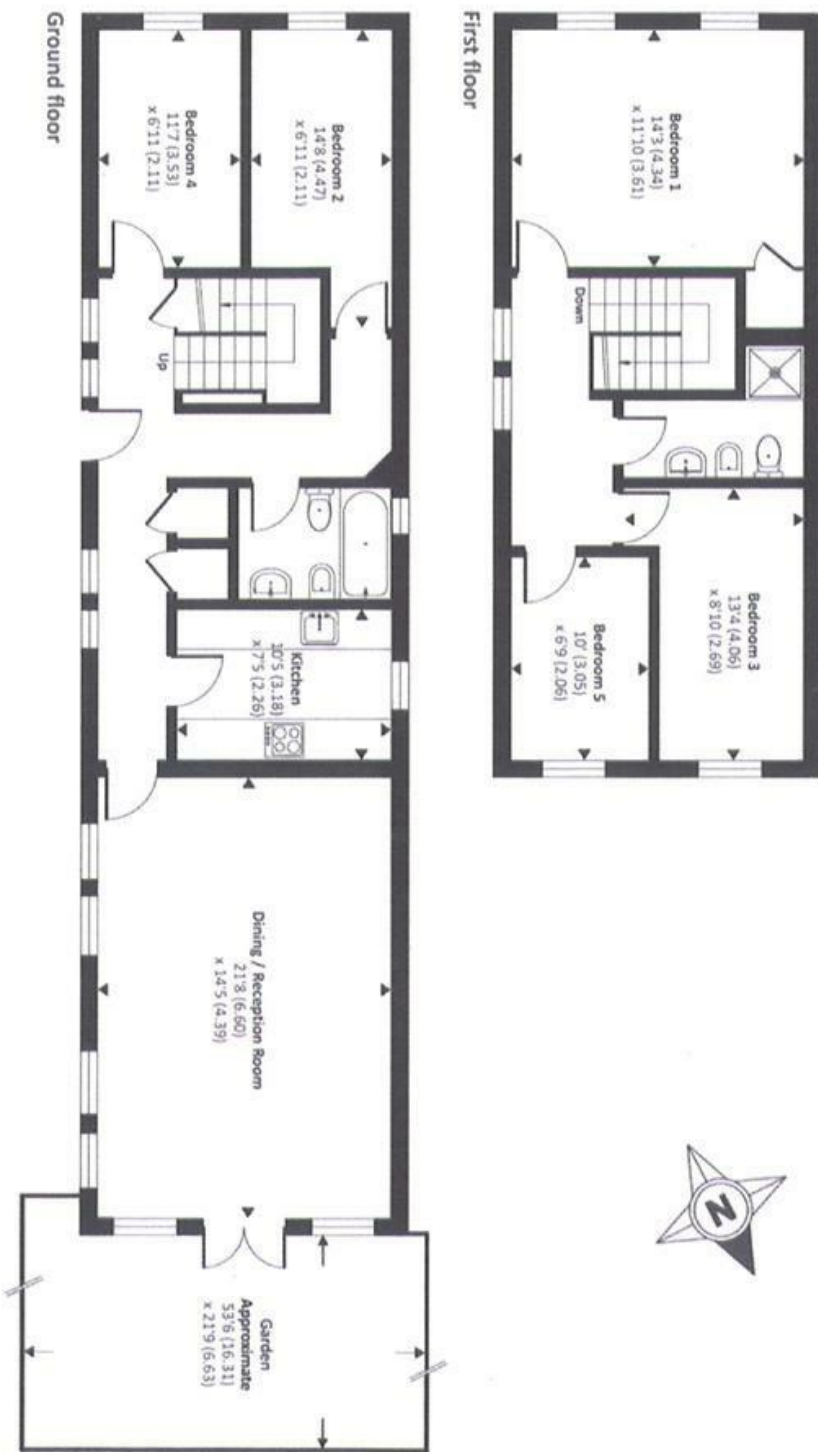 First floor
Bedroom 1
14'3 (4.34)
x 11'10 (3.61)
Down
Bedroom 3
13'4 (4.06)
x 8'10 (2.69)
Bedroom 5
10' (3.05)
x 6'9 (2.06)
N
Ground floor
Bedroom 2
14'8 (4.47)
x 6'11 (2.11)
Bedroom 4
11'7 (3.53)
x 6'11 (2.11)
Up
Kitchen
10'5 (3.18)
x 7'5 (2.26)
Dining / Reception Room
21'8 (6.60)
x 14'5 (4.39)
Garden
Approximate
53'6 (16.31)
x 21'9 (6.63)